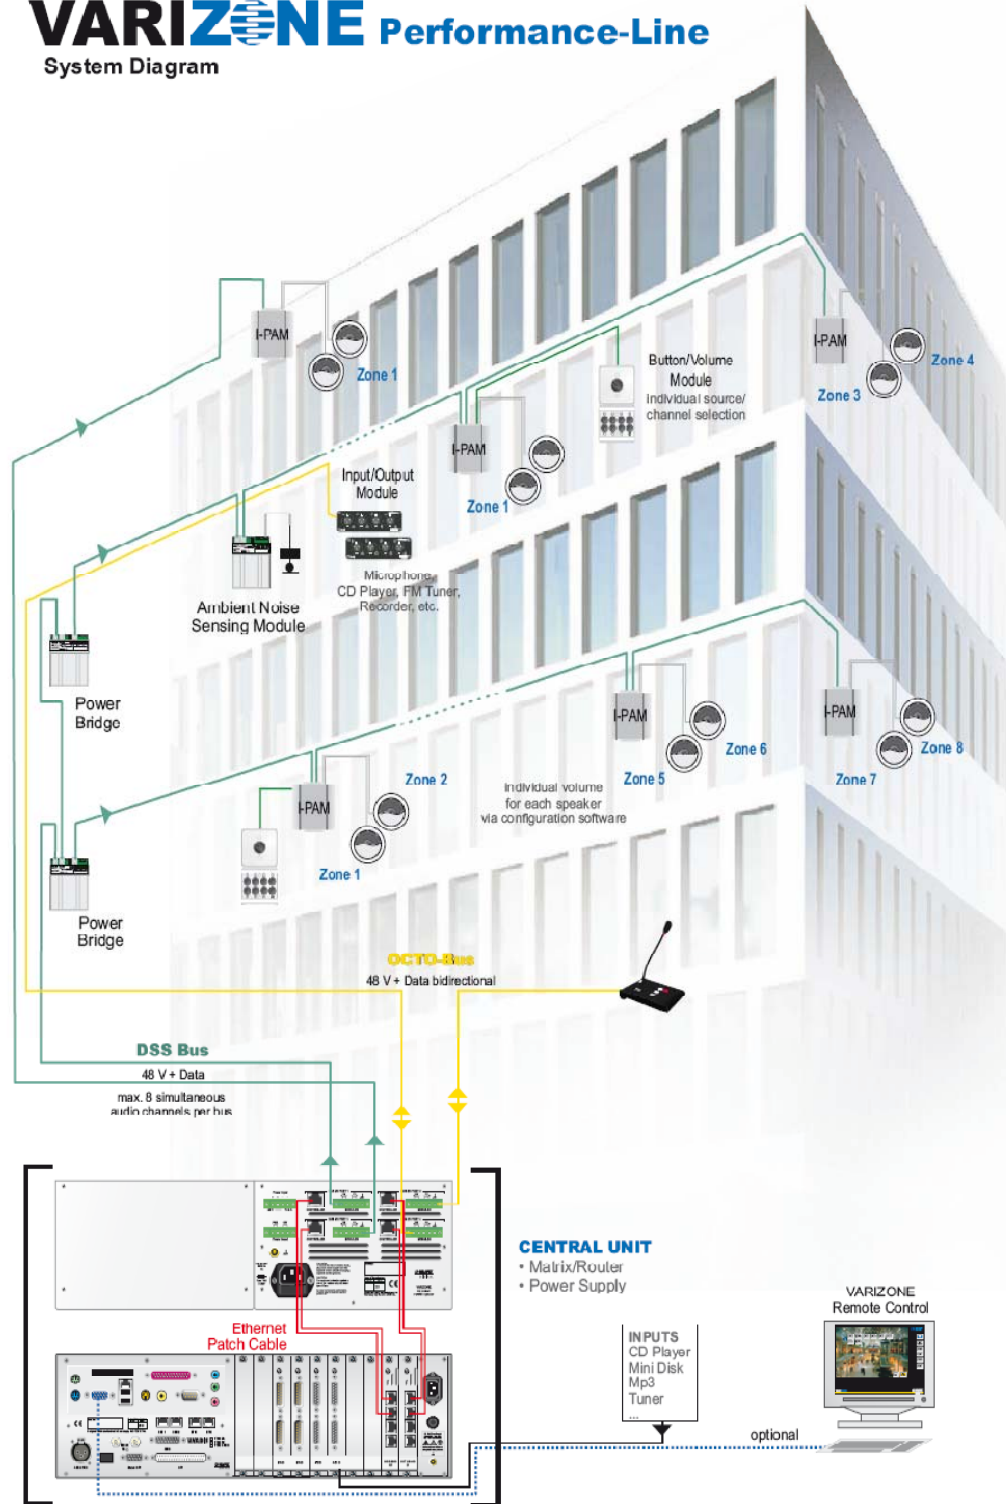 VARIZONE Performance-Line
System Diagram
I-PAM
Zone 1
I-PAM
Zone 3
Zone 4
Button/Volume
Module
Individual source/
channel selection
I-PAM
Zone 1
Input/Output
Module
Microphone,
CD Player, FM Tuner,
Recorder, etc.
Ambient Noise
Sensing Module
Power
Bridge
I-PAM
Zone 5
Zone 6
I-PAM
Zone 7
Zone 8
Zone 2
I-PAM
Zone 1
Individual volume
for each speaker
via configuration software
Power
Bridge
OCTO-Bus
48 V + Data bidirectional
DSS Bus
48 V + Data
max. 8 simultaneous
audio channels per bus
CENTRAL UNIT
• Matrix/Router
• Power Supply
Ethernet
Patch Cable
INPUTS
CD Player
Mini Disk
Mp3
Tuner
...
VARIZONE
Remote Control
optional